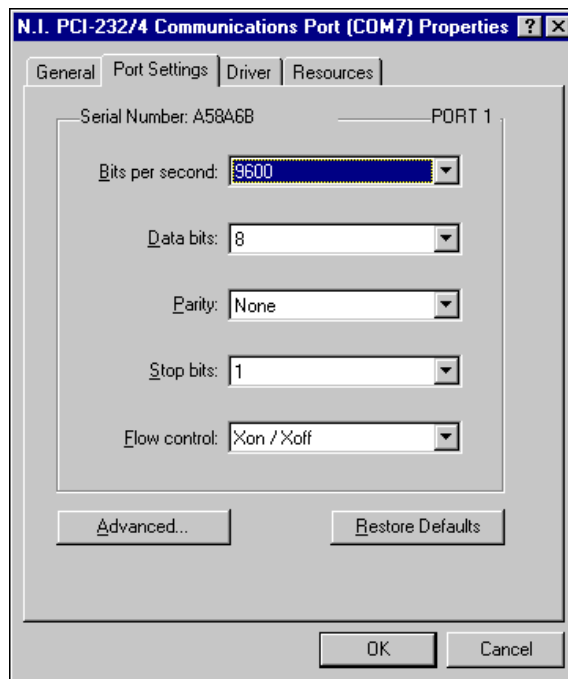 N.I. PCI-232/4 Communications Port (COM7) Properties ? X
General Port Settings Driver Resources
Serial Number: A58A6B PORT 1
Bits per second: 9600
Data bits: 8
Parity: None
Stop bits: 1
Flow control: Xon / Xoff
Advanced... Restore Defaults
OK Cancel